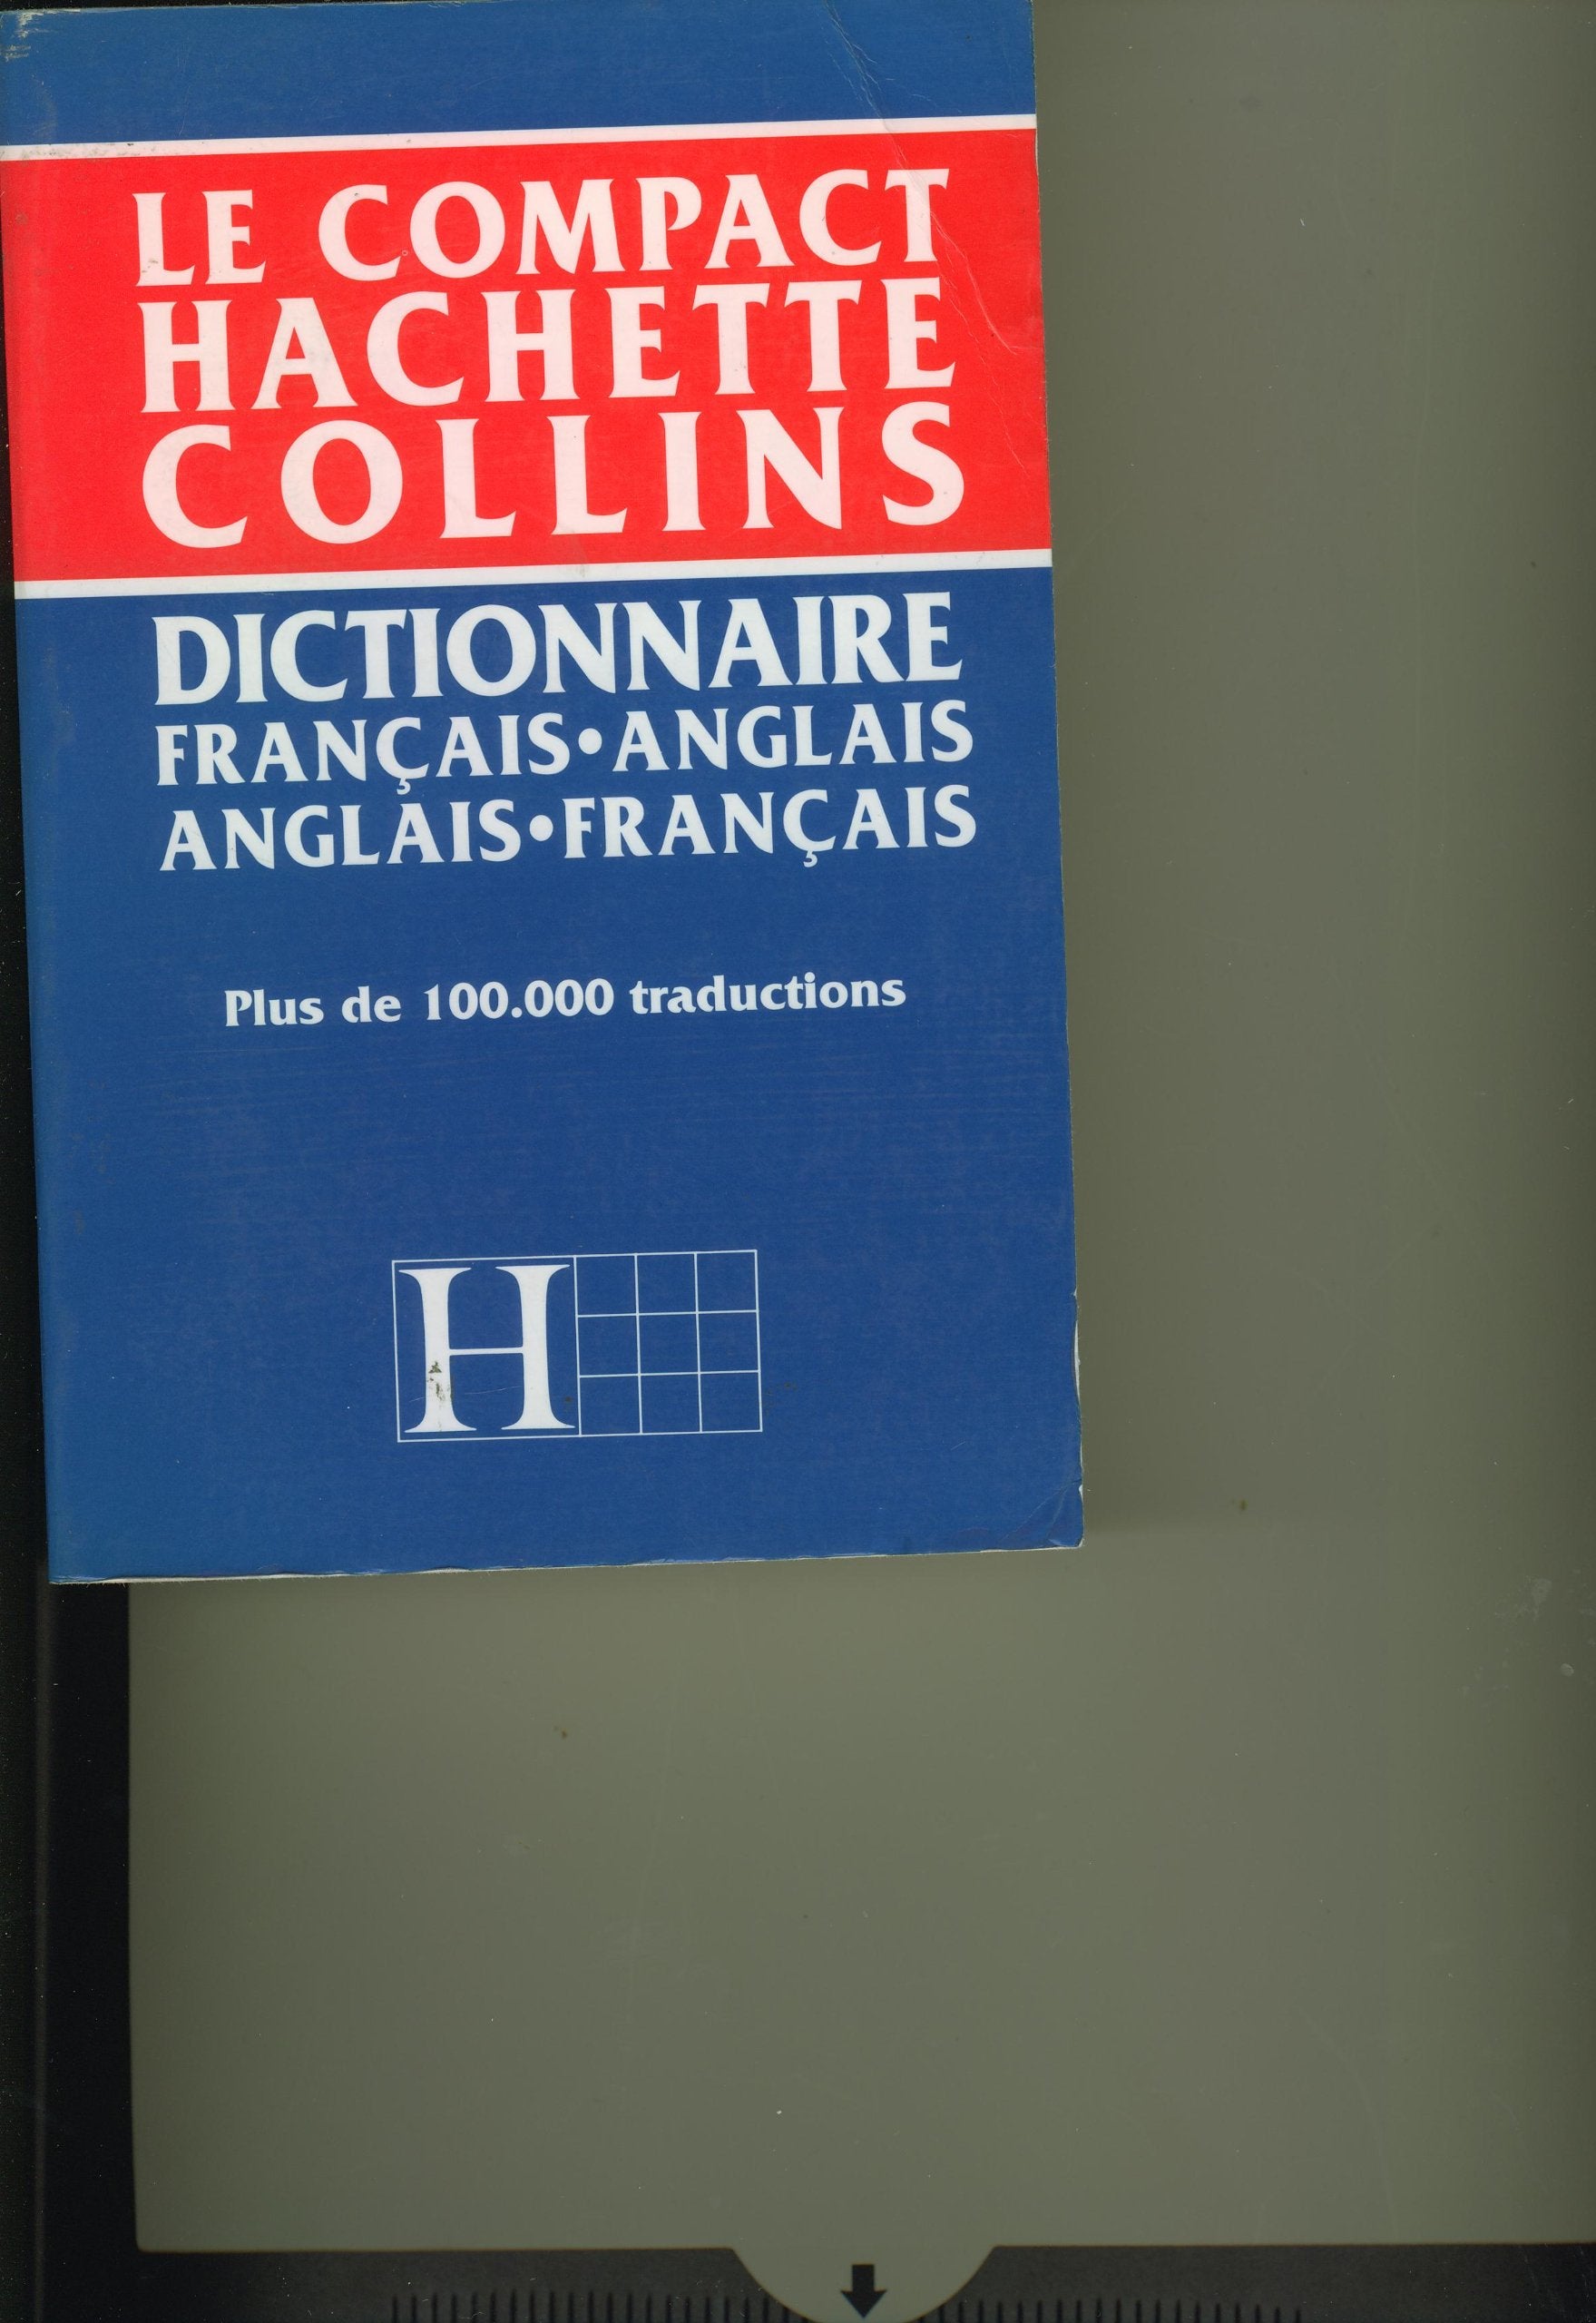 LE COMPACT
HACHETTE
COLLINS
DICTIONNAIRE
FRANÇAIS•ANGLAIS
ANGLAIS•FRANÇAIS
Plus de 100.000 traductions
H